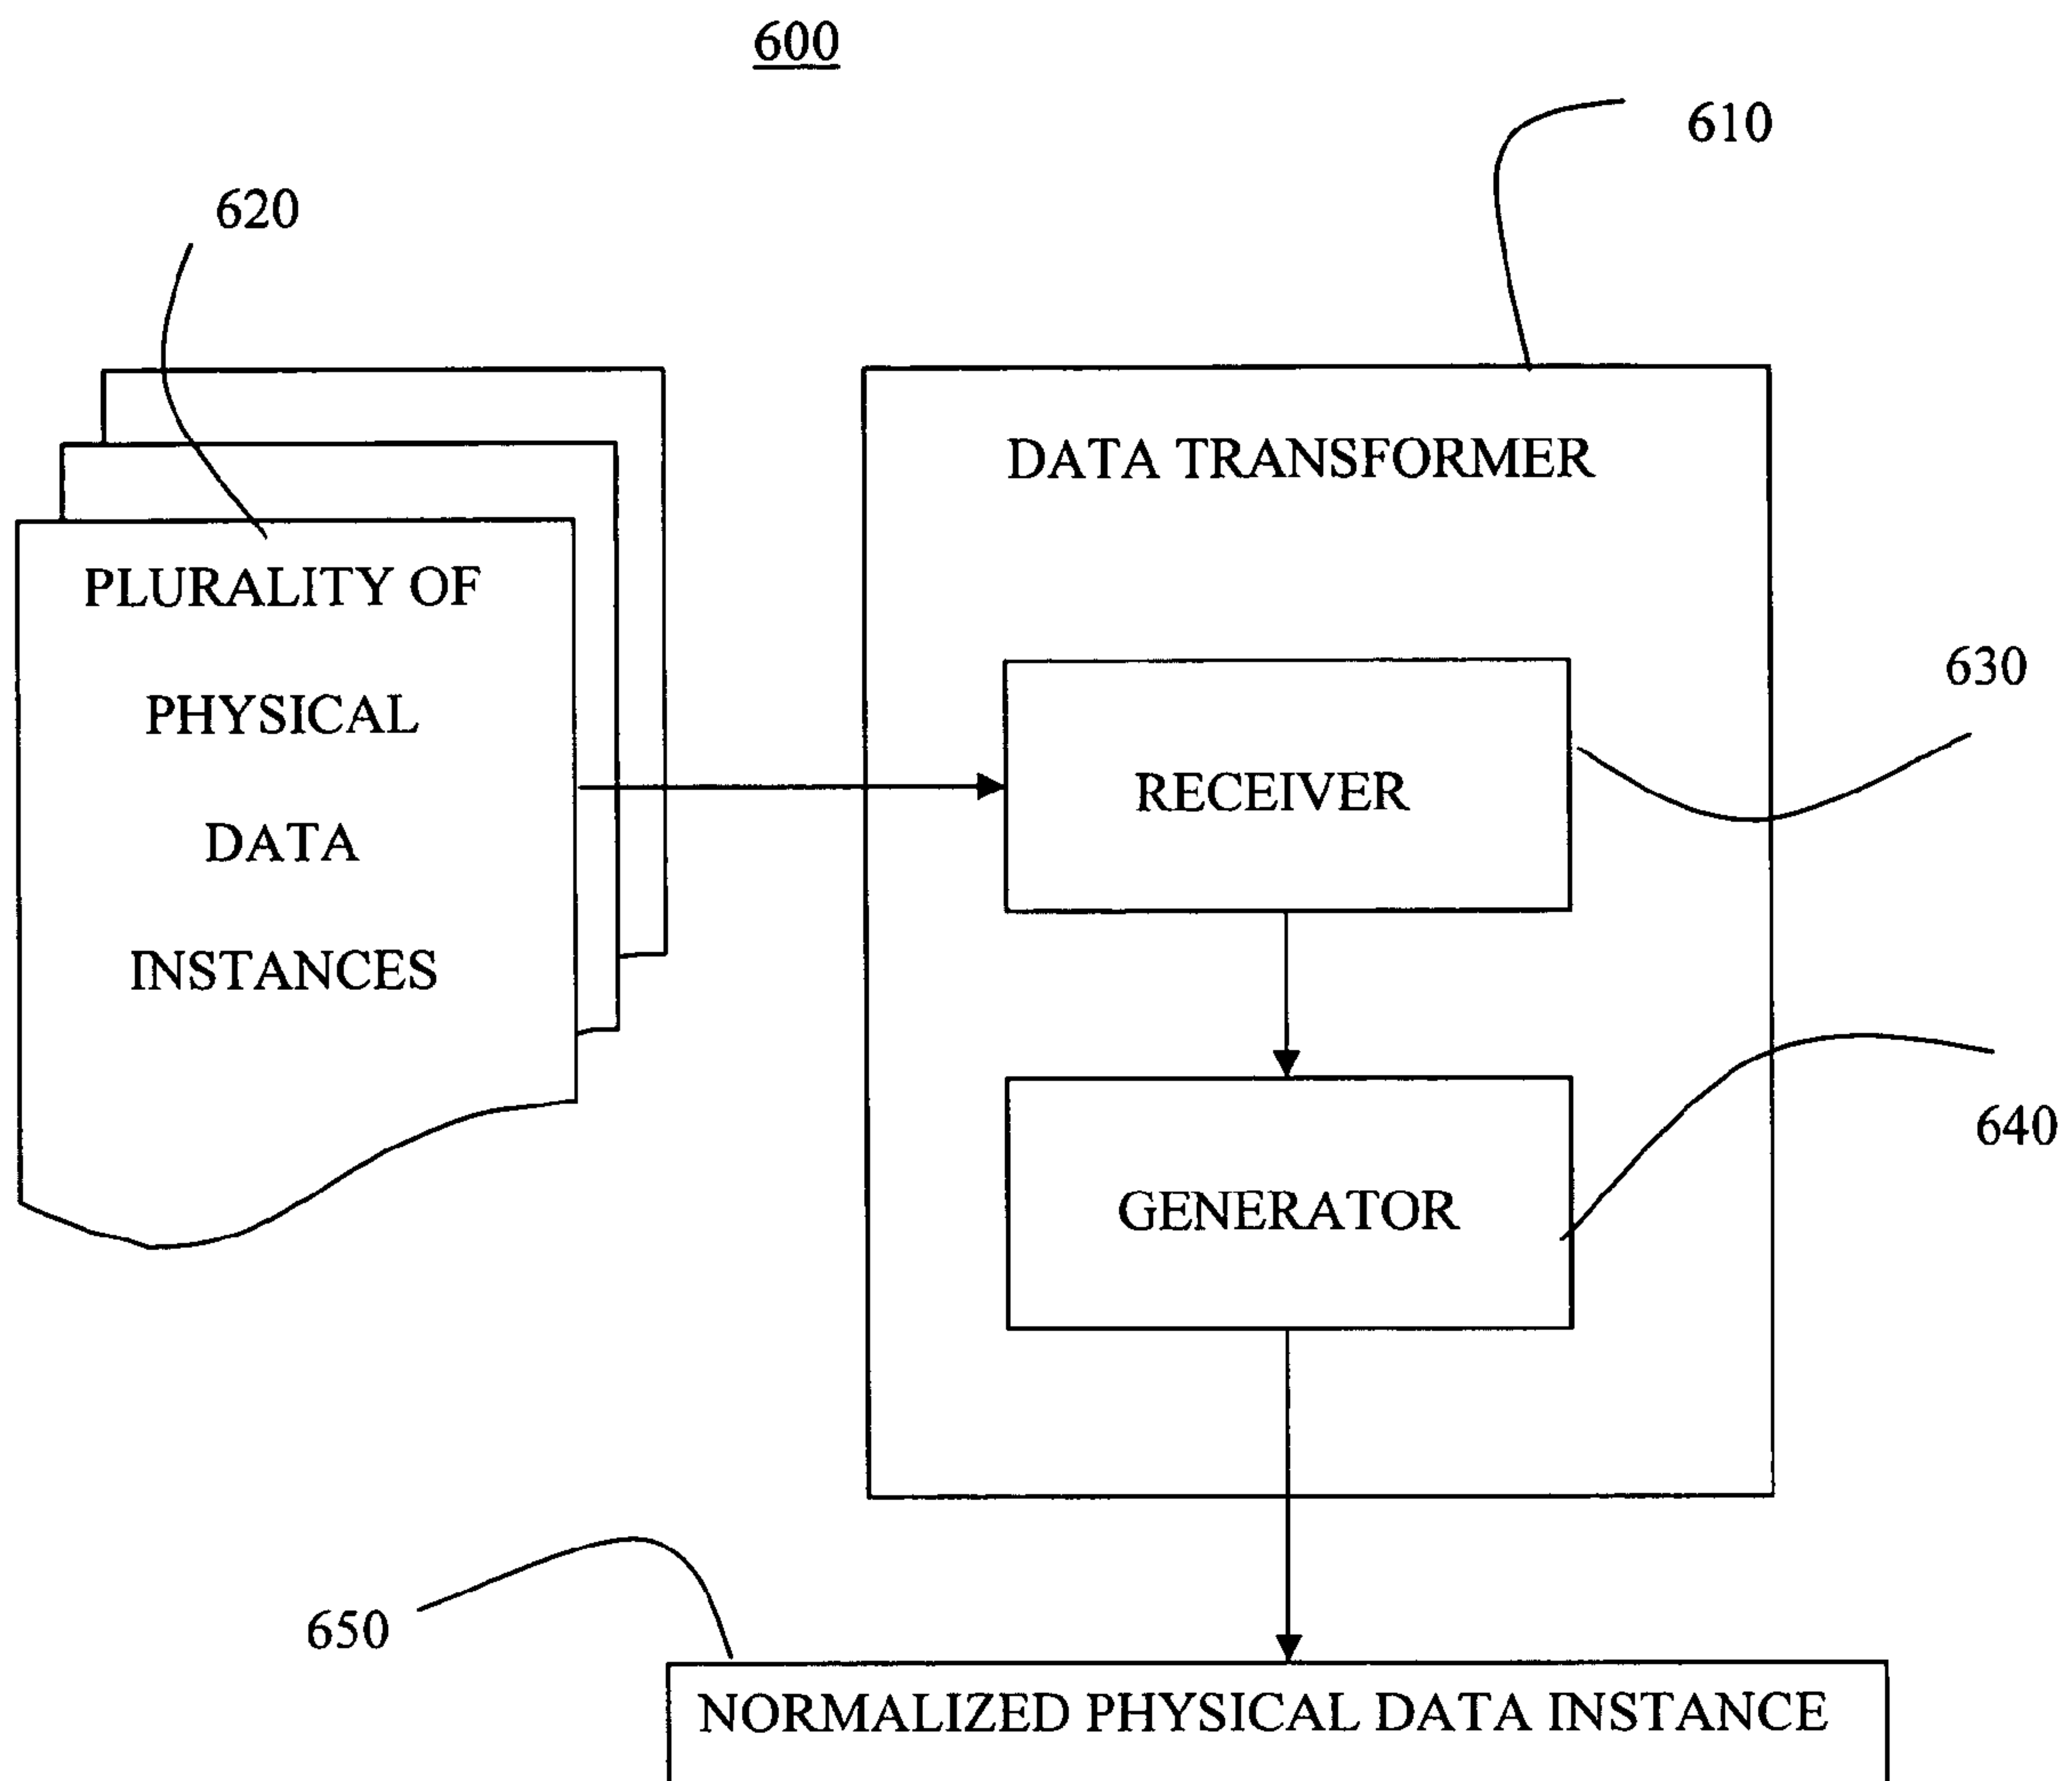 600
610
620
DATA TRANSFORMER
PLURALITY OF
PHYSICAL
DATA
INSTANCES
630
RECEIVER
640
GENERATOR
650
NORMALIZED PHYSICAL DATA INSTANCE